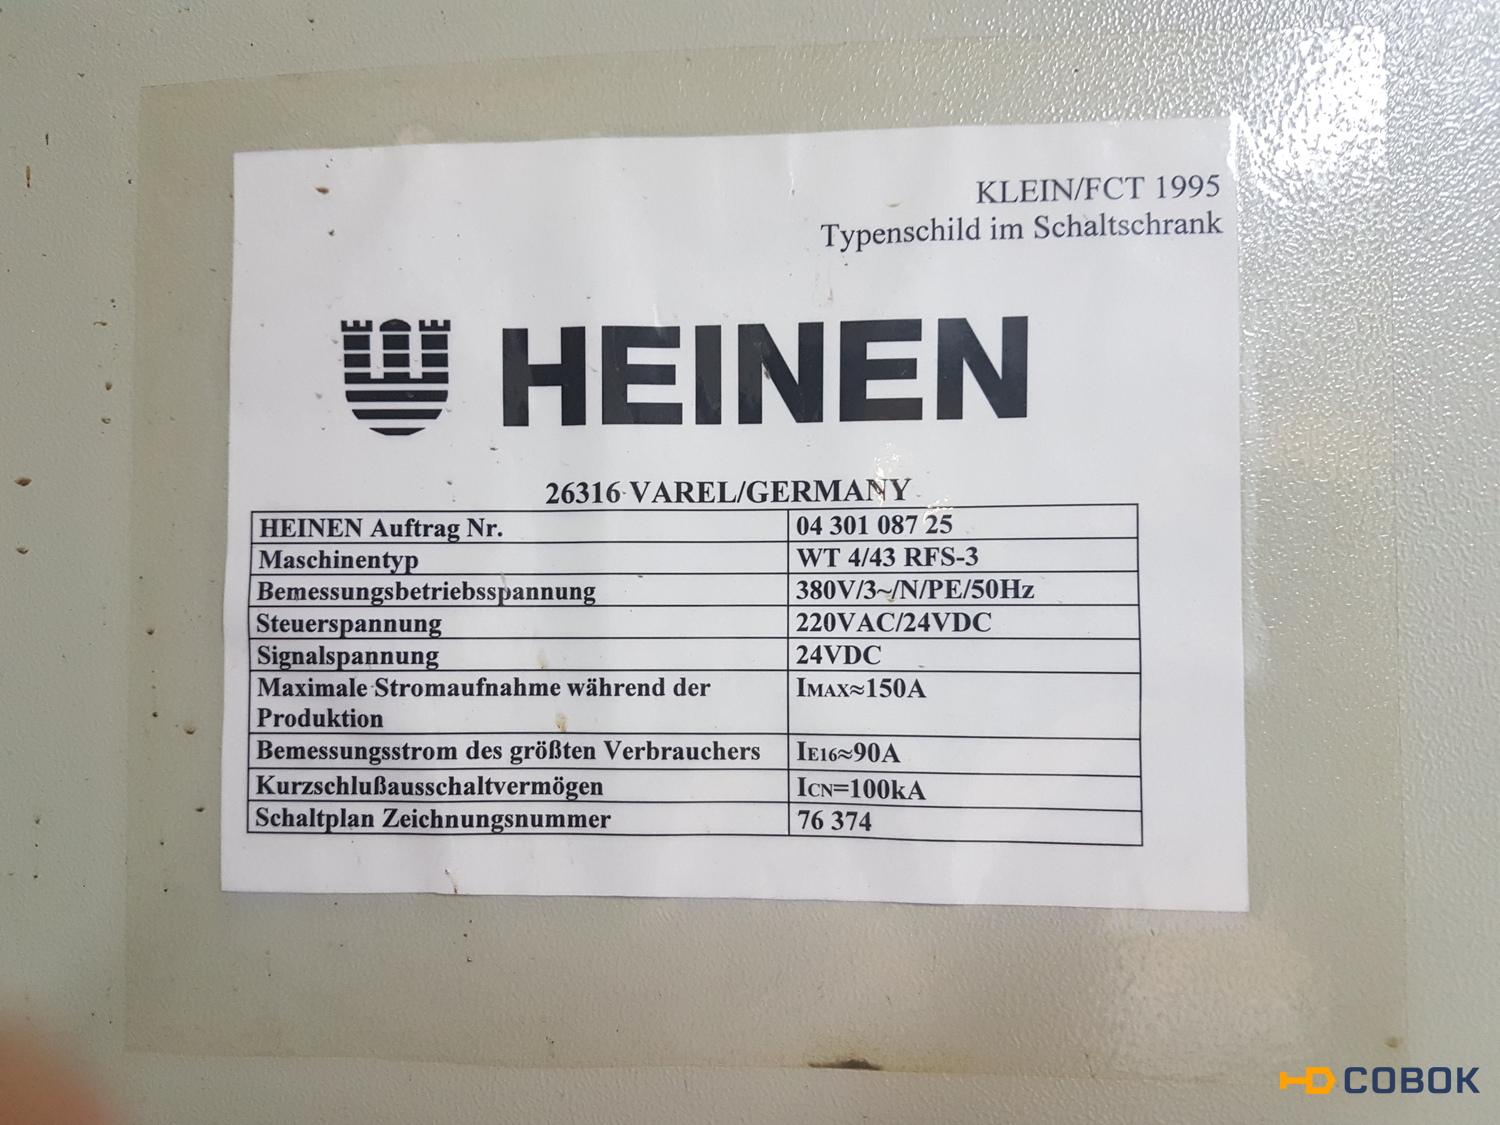 KLEIN/FCT 1995
Typenschild im Schaltschrank
HEINEN
26316 VAREL/GERMANY
HEINEN Auftrag Nr. 04 301 087 25
Maschinentyp WT 4/43 RFS-3
Bemessungsbetriebsspannung 380V/3~/N/PE/50Hz
Steuerspannung 220VAC/24VDC
Signalspannung 24VDC
Maximale Stromaufnahme während der IMAX≈150A
Produktion
Bemessungsstrom des größten Verbrauchers IE16≈90A
Kurzschlußausschaltvermögen ICN=100kA
Schaltplan Zeichnungsnummer 76 374
СОВОК